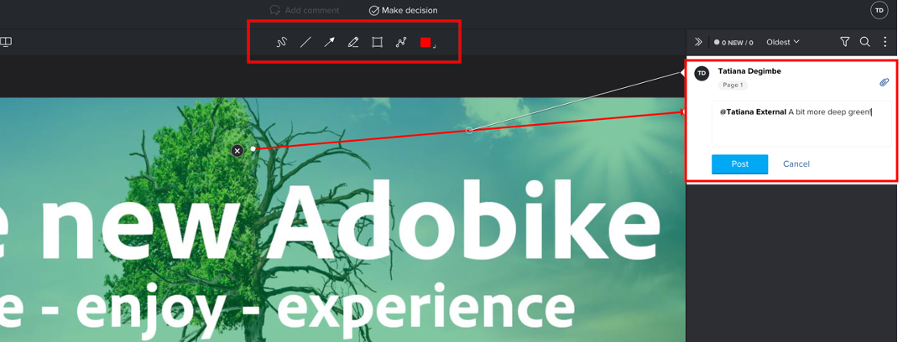 Add comment
Make decision
TD
0 NEW / 0
Oldest
TD
Tatiana Degimbe
Page 1
@Tatiana External A bit more deep green!
Post
Cancel
e new Adobike
e - enjoy - experience